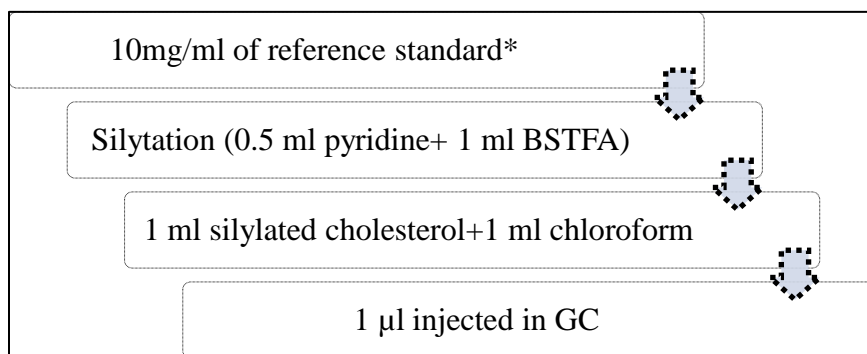 10mg/ml of reference standard*
Silytation (0.5 ml pyridine+ 1 ml BSTFA)
1 ml silylated cholesterol+1 ml chloroform
1 µl injected in GC